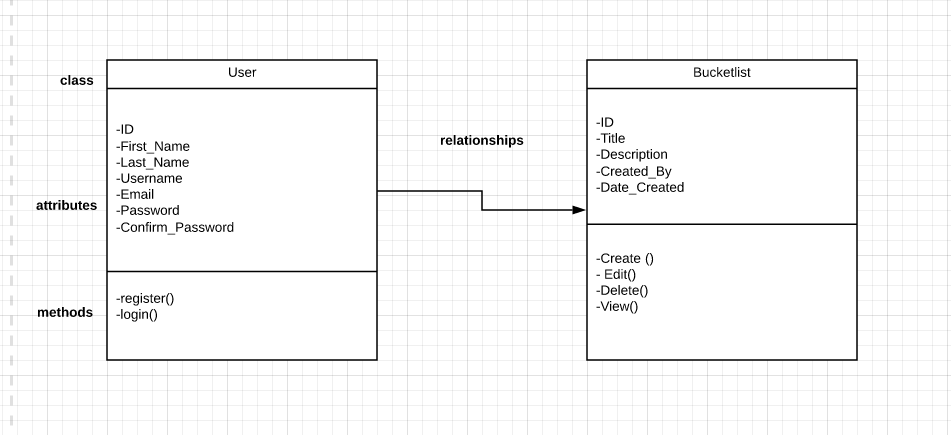 class
User
-ID
-First_Name
-Last_Name
-Username
-Email
-Password
-Confirm_Password
attributes
-register()
-login()
methods
relationships
Bucketlist
-ID
-Title
-Description
-Created_By
-Date_Created
-Create ()
- Edit()
-Delete()
-View()